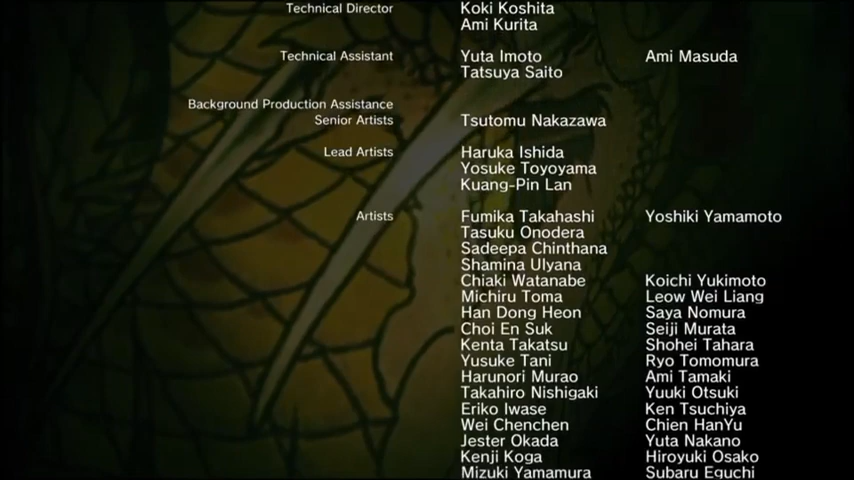 Technical Director Koki Koshita
Ami Kurita
Technical Assistant Yuta Imoto Ami Masuda
Tatsuya Saito
Background Production Assistance
Senior Artists Tsutomu Nakazawa
Lead Artists Haruka Ishida
Yosuke Toyoyama
Kuang-Pin Lan
Artists Fumika Takahashi Yoshiki Yamamoto
Tasuku Onodera
Sadeepa Chinthana
Shamina Ulyana
Chiaki Watanabe Koichi Yukimoto
Michiru Toma Leow Wei Liang
Han Dong Heon Saya Nomura
Choi En Suk Seiji Murata
Kenta Takatsu Shohei Tahara
Yusuke Tani Ryo Tomomura
Harunori Murao Ami Tamaki
Takahiro Nishigaki Yuuki Otsuki
Eriko Iwase Ken Tsuchiya
Wei Chenchen Chien HanYu
Jester Okada Yuta Nakano
Kenji Koga Hiroyuki Osako
Mizuki Yamamura Subaru Eguchi